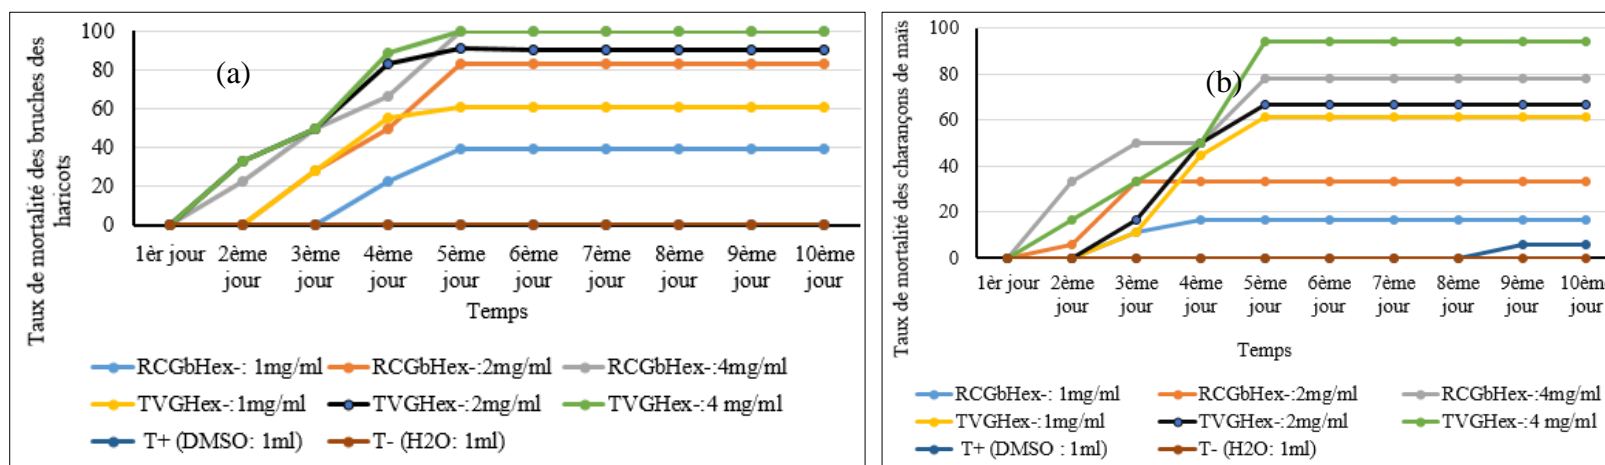 Taux de mortalité des bruches des
haricots
100
80
60
40
20
0
(a)
1èr jour 2ème jour 3ème jour 4ème jour 5ème jour 6ème jour 7ème jour 8ème jour 9ème jour 10ème jour
Temps
RCGbHex-: 1mg/ml RCGbHex-:2mg/ml RCGbHex-:4mg/ml
TVGHex-:1mg/ml TVGHex-:2mg/ml TVGHex-:4 mg/ml
T+ (DMSO: 1ml) T- (H2O: 1ml)
Taux de mortalité des charançons de maïs
100
80
60
40
20
0
(b)
1èr jour 2ème jour 3ème jour 4ème jour 5ème jour 6ème jour 7ème jour 8ème jour 9ème jour 10ème jour
Temps
RCGbHex-: 1mg/ml RCGbHex-:2mg/ml RCGbHex-:4mg/ml
TVGHex-:1mg/ml TVGHex-:2mg/ml TVGHex-:4 mg/ml
T+ (DMSO : 1ml) T- (H2O: 1ml)